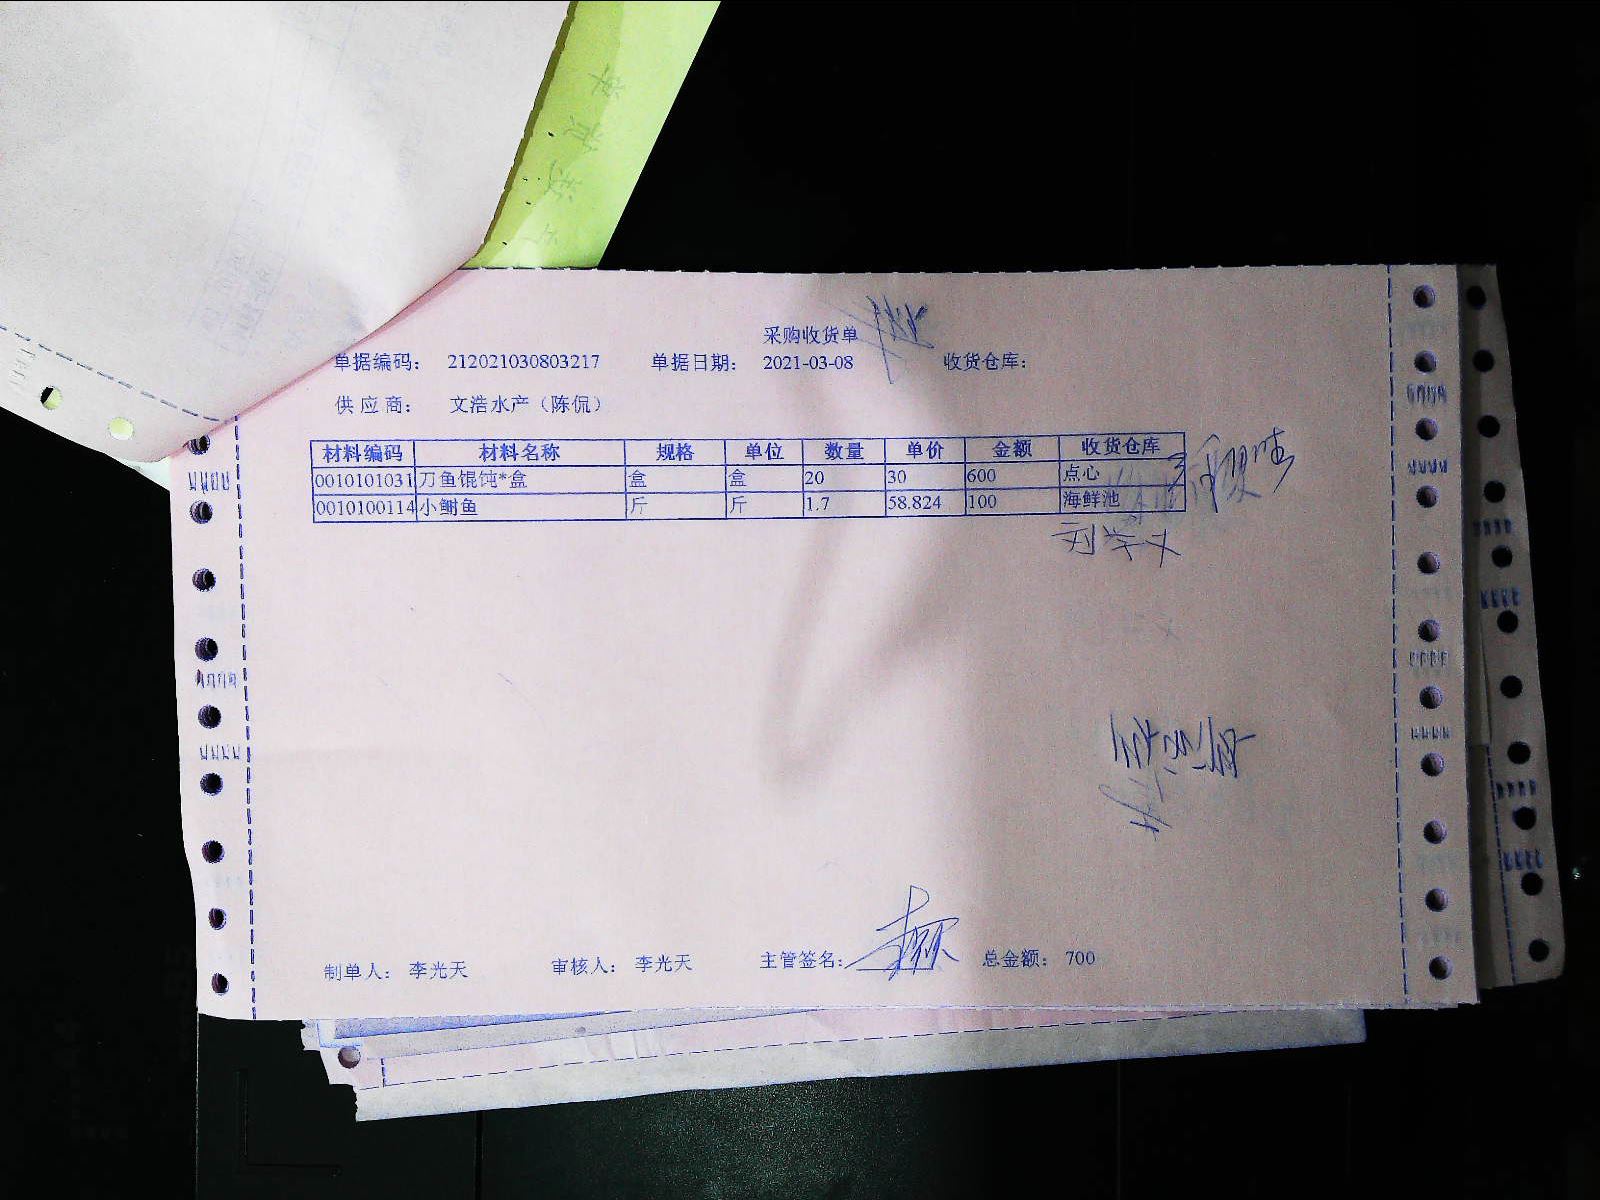 采购收货单
单据编码： 212021030803217 单据日期： 2021-03-08 收货仓库：
供应商： 文浩水产（陈侃）
材料编码 材料名称 规格 单位 数量 单价 金额 收货仓库
0010101031 刀鱼馄饨*盒 盒 盒 20 30 600 点心
0010100114 小鲥鱼 斤 斤 1.7 58.824 100 海鲜池
制单人： 李光天 审核人： 李光天 主管签名： 总金额： 700